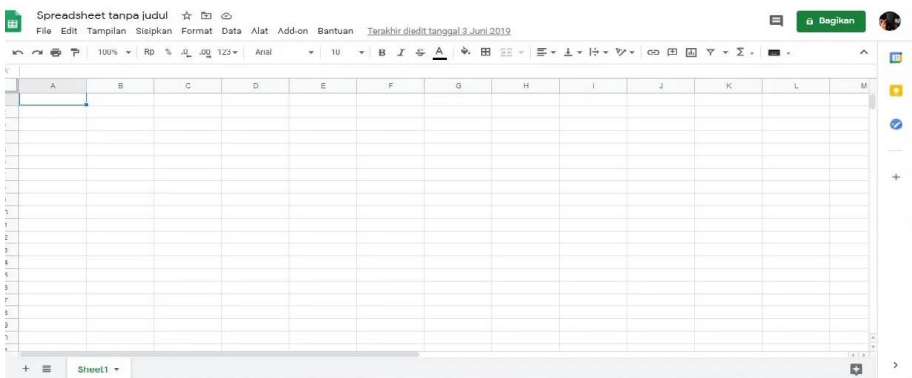 Spreadsheet tanpa judul
File Edit Tampilan Sisipkan Format Data Alat Add-on Bantuan Terakhir diedit tanggal 3 Juni 2019
Bagikan
100% Rp % .0 .00 123 Arial 10 B I S A
A B C D E F G H I J K L M
Sheet1